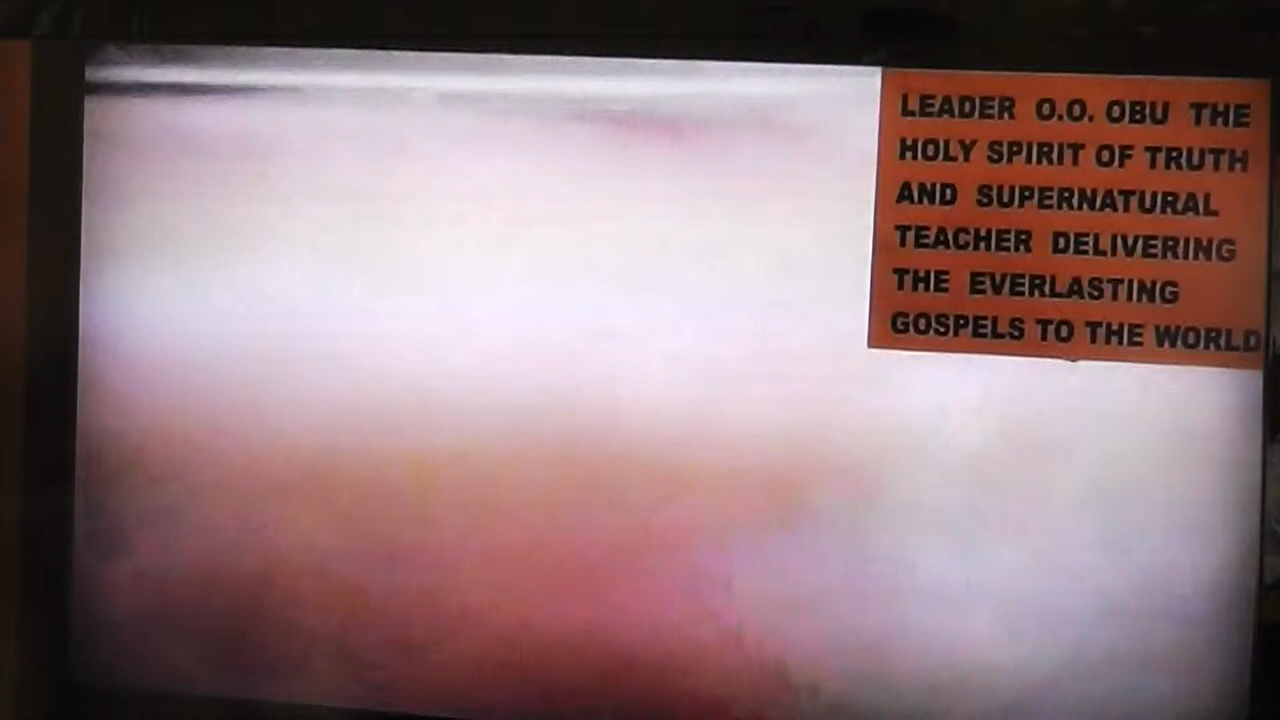 LEADER O.O. OBU THE
HOLY SPIRIT OF TRUTH
AND SUPERNATURAL
TEACHER DELIVERING
THE EVERLASTING
GOSPELS TO THE WORLD